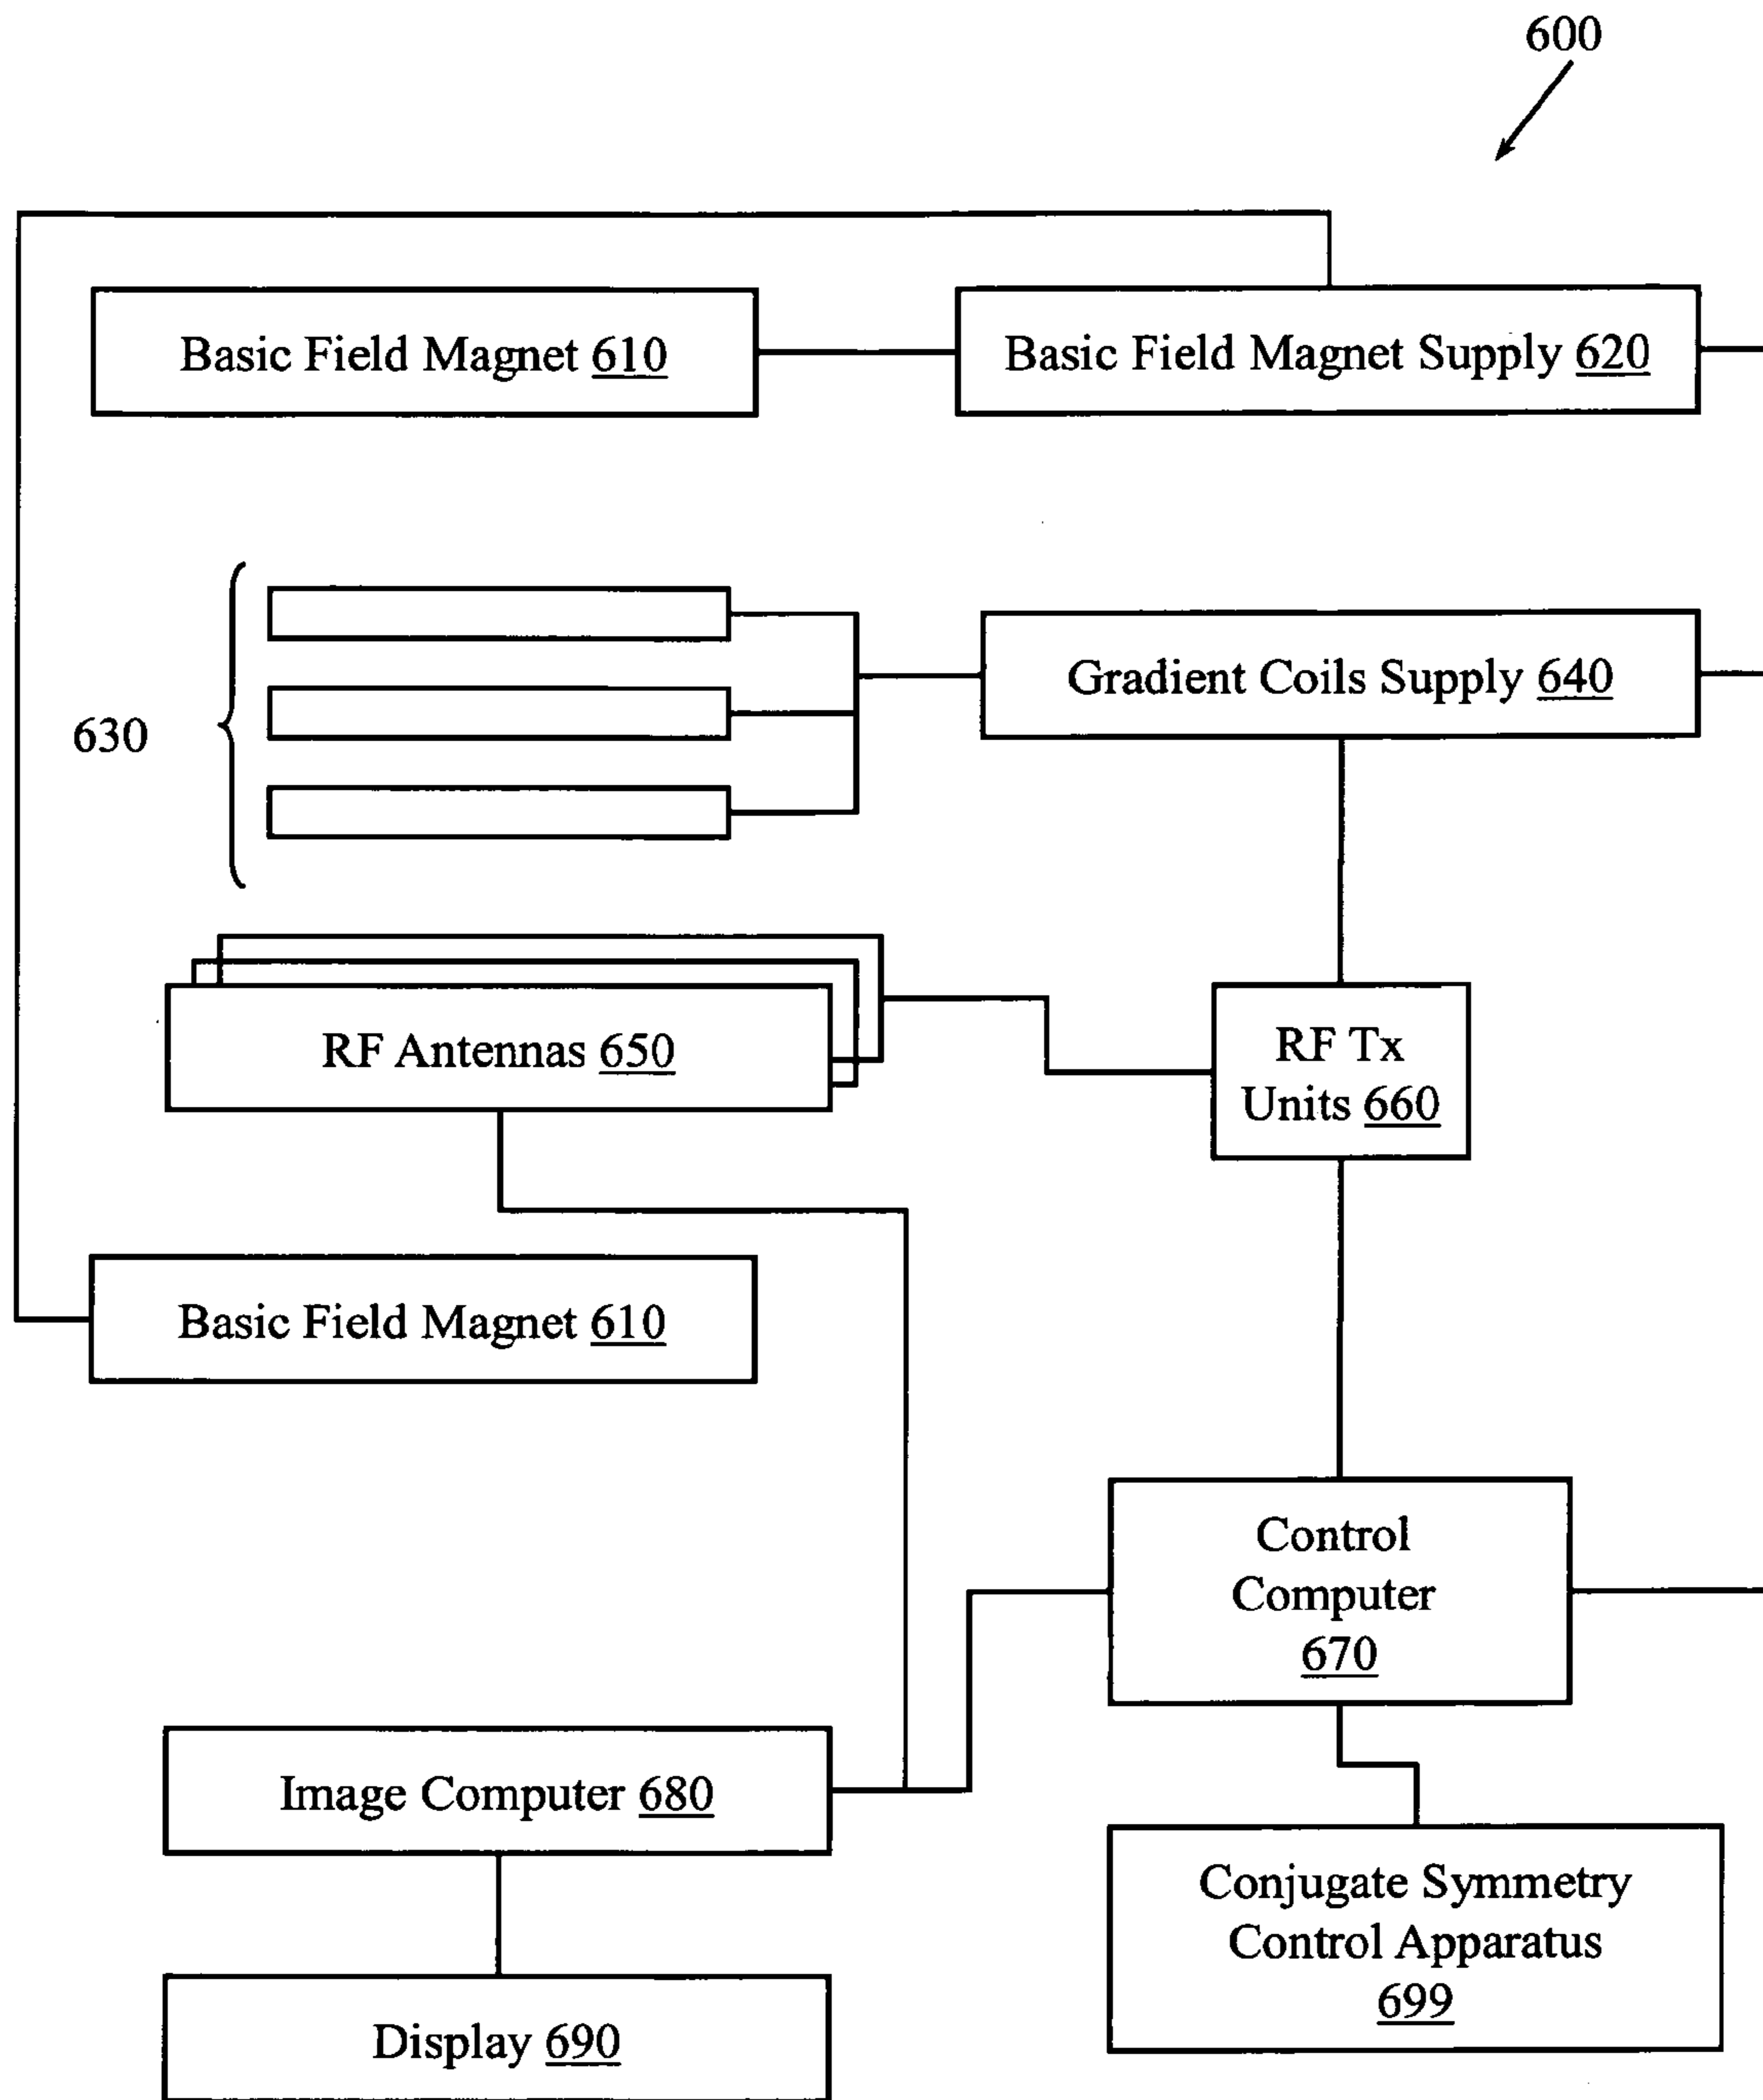 600
Basic Field Magnet 610
Basic Field Magnet Supply 620
630
Gradient Coils Supply 640
RF Antennas 650
RF Tx
Units 660
Basic Field Magnet 610
Control
Computer
670
Image Computer 680
Conjugate Symmetry
Control Apparatus
699
Display 690